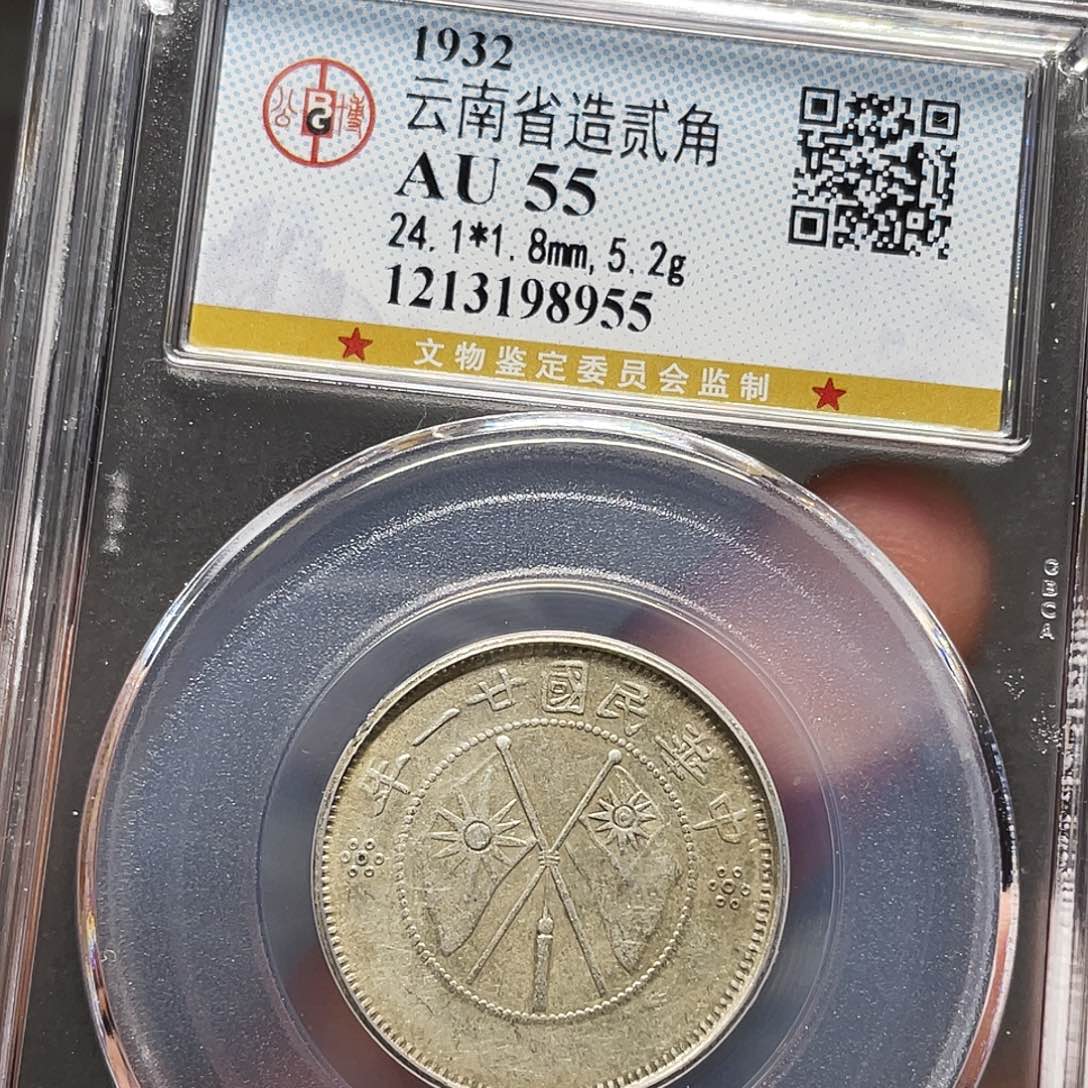 1932
公 BG 博
云南省造贰角
AU 55
24.1*1.8mm,5.2g
1213198955
文物鉴定委员会监制
GBCA
中華民國廿一年